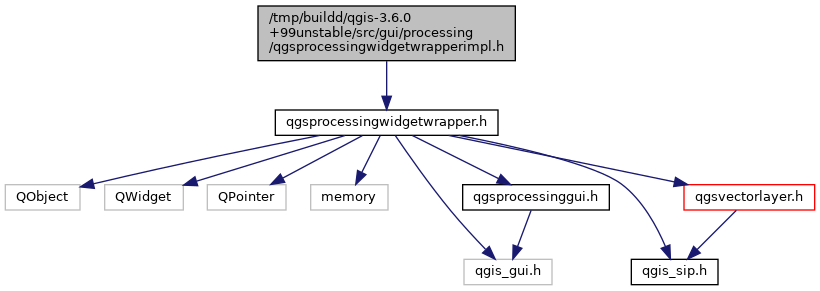 /tmp/buildd/qgis-3.6.0
+99unstable/src/gui/processing
/qgsprocessingwidgetwrapperimpl.h
qgsprocessingwidgetwrapper.h
QObject
QWidget
QPointer
memory
qgsprocessinggui.h
qgsvectorlayer.h
qgis_gui.h
qgis_sip.h